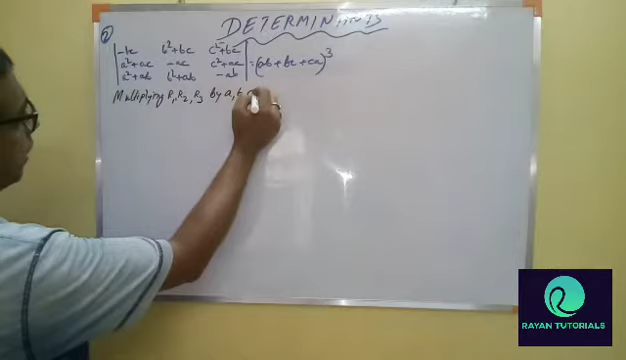 DETERMINANTS
2
| -bc b²+bc c²+bc |
| a²+ac -ac c²+ac | = (ab+bc+ca)³
| a²+ab b²+ab -ab |
Multiplying R₁, R₂, R₃ by a, b
RAYAN TUTORIALS